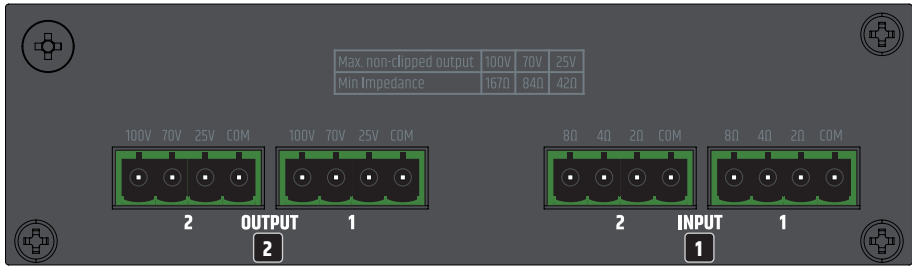 Max. non-clipped output 100V 70V 25V
Min Impedance 167Ω 84Ω 42Ω
100V 70V 25V COM 100V 70V 25V COM 8Ω 4Ω 2Ω COM 8Ω 4Ω 2Ω COM
2 OUTPUT 1 2 INPUT 1
2 1